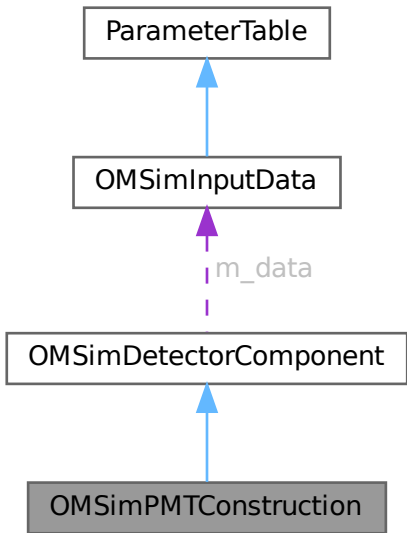 ParameterTable
OMSimInputData
m_data
OMSimDetectorComponent
OMSimPMTConstruction